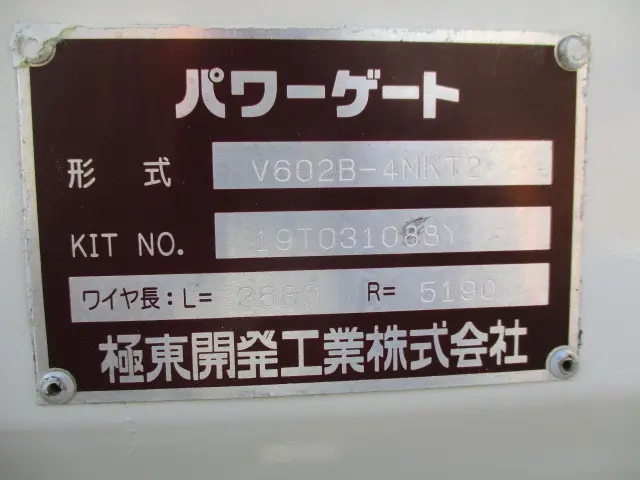 パワーゲート
形式 V602B-4MKT2
KIT NO. 19T031088Y
ワイヤ長:L= 3680 R= 5190
極東開発工業株式会社